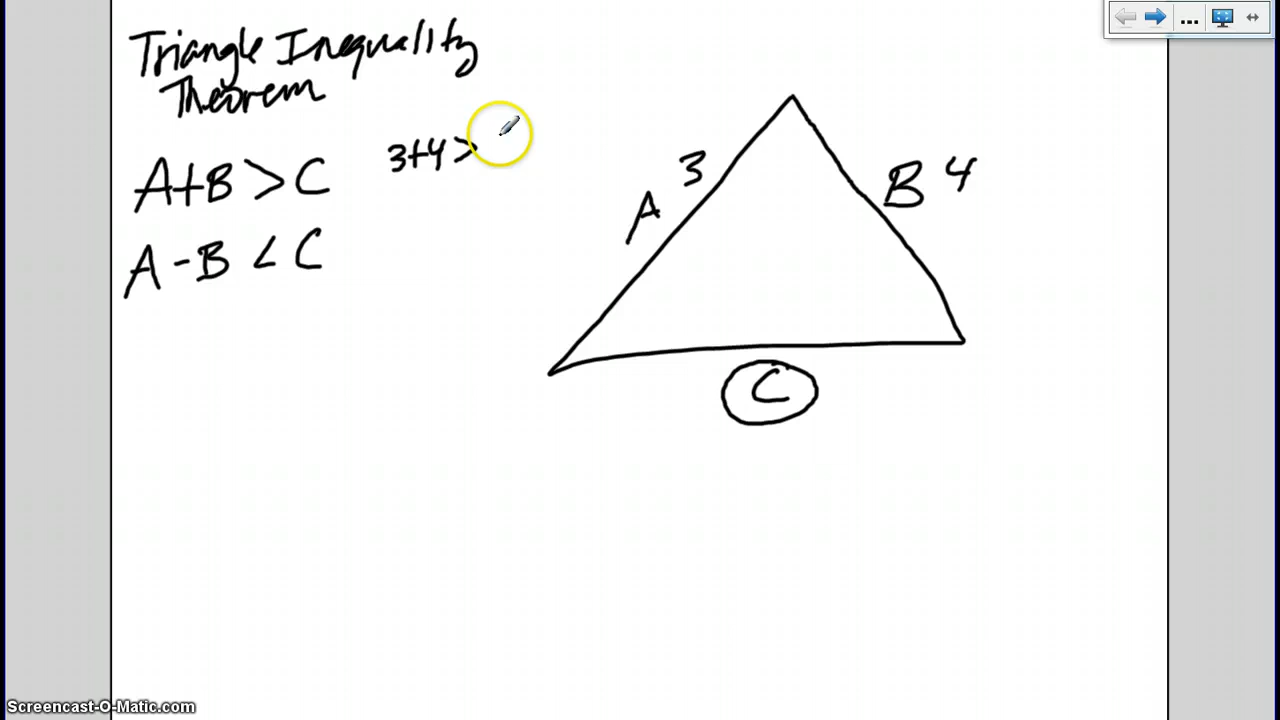 Triangle Inequality
Theorem
3+4 >
A+B > C
A - B < C
A 3
B 4
C
Screencast-O-Matic.com